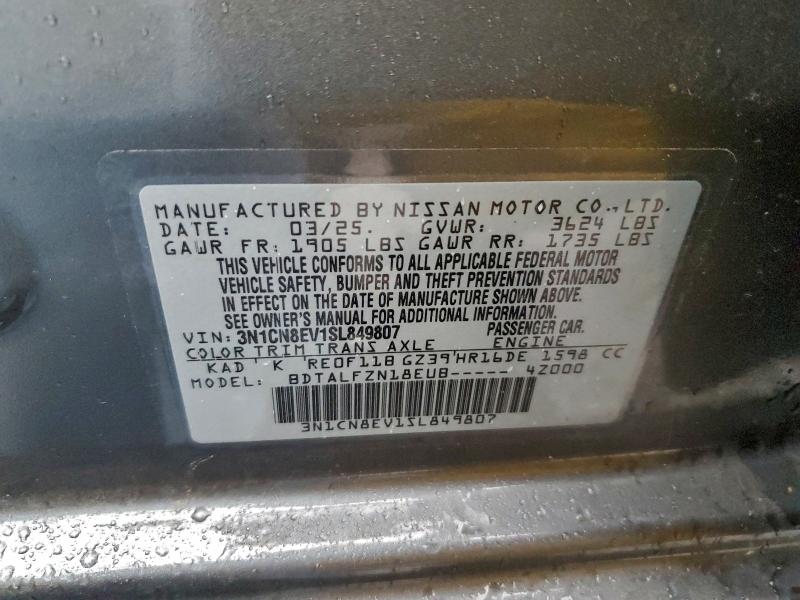 MANUFACTURED BY NISSAN MOTOR CO., LTD.
DATE: 03/25. GVWR: 3624 LBS
GAWR FR: 1905 LBS GAWR RR: 1735 LBS
THIS VEHICLE CONFORMS TO ALL APPLICABLE FEDERAL MOTOR
VEHICLE SAFETY, BUMPER AND THEFT PREVENTION STANDARDS
IN EFFECT ON THE DATE OF MANUFACTURE SHOWN ABOVE.
SEE OWNER'S MANUAL FOR ADDITIONAL INFORMATION.
VIN: 3N1CN8EV1SL849807 PASSENGER CAR.
COLOR TRIM TRANS AXLE ENGINE
KAD K RE0F11B GZ39 HR16DE 1598 CC
MODEL: BDTALFZN18EUB----- 4Z000
3N1CN8EV1SL849807